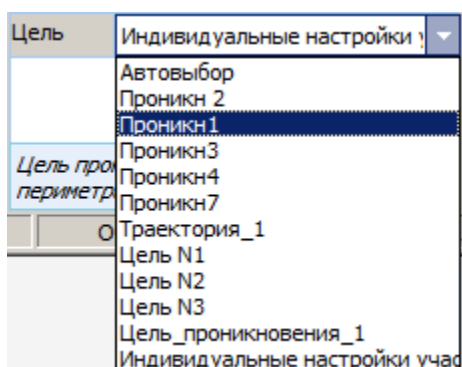 Цель Индивидуальные настройки
Автовыбор
Проникн 2
Проникн1
Проникн3
Проникн4
Проникн7
Траектория_1
Цель N1
Цель N2
Цель N3
Цель_проникновения_1
Индивидуальные настройки
Цель